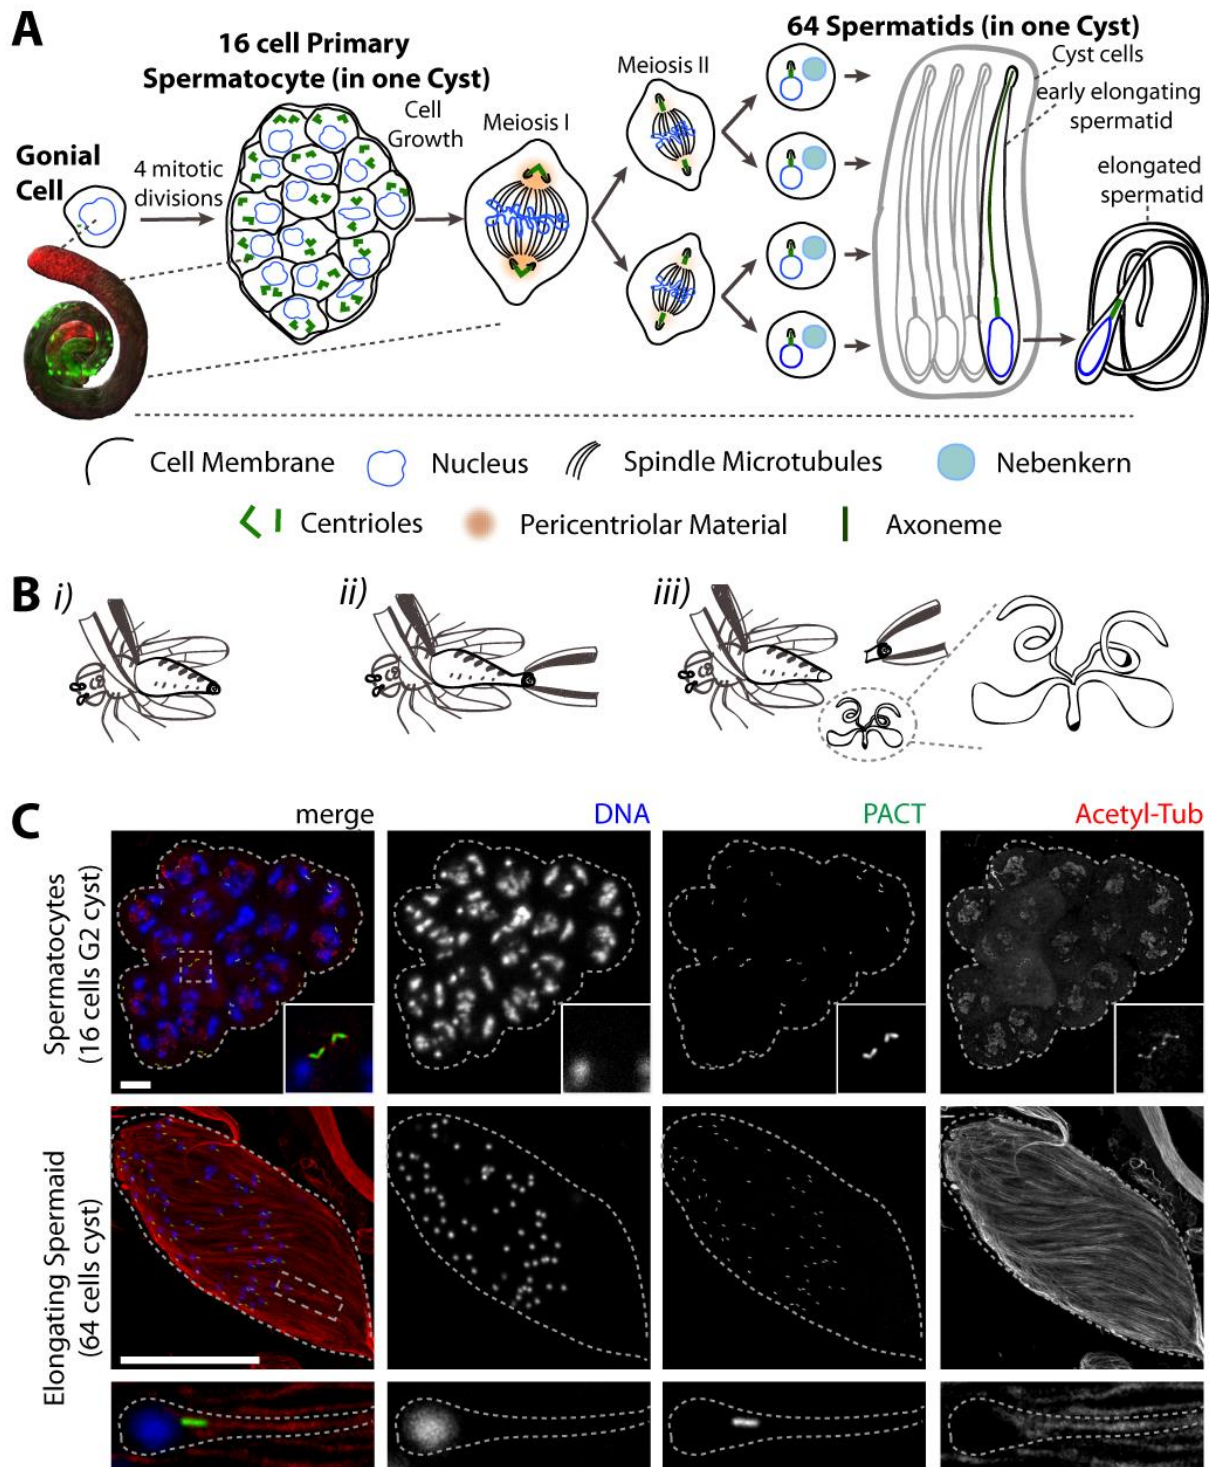 A
16 cell Primary
Spermatocyte (in one Cyst)
64 Spermatids (in one Cyst)
Gonial
Cell
4 mitotic
divisions
Cell
Growth
Meiosis I
Meiosis II
Cyst cells
early elongating
spermatid
elongated
spermatid
Cell Membrane
Nucleus
Spindle Microtubules
Nebenkern
Centrioles
Pericentriolar Material
Axoneme
B
i)
ii)
iii)
C
merge
DNA
PACT
Acetyl-Tub
Spermatocytes
(16 cells G2 cyst)
Elongating Spermaid
(64 cells cyst)